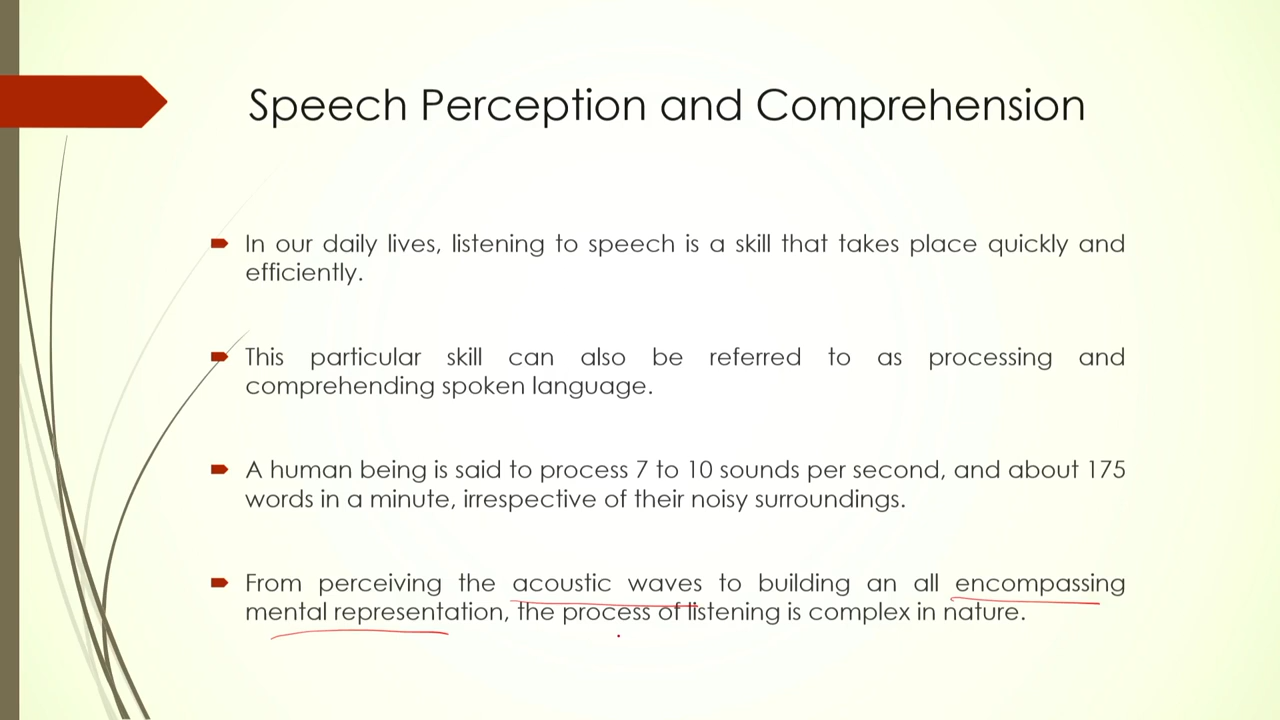 Speech Perception and Comprehension
In our daily lives, listening to speech is a skill that takes place quickly and
efficiently.
This particular skill can also be referred to as processing and
comprehending spoken language.
A human being is said to process 7 to 10 sounds per second, and about 175
words in a minute, irrespective of their noisy surroundings.
From perceiving the acoustic waves to building an all encompassing
mental representation, the process of listening is complex in nature.